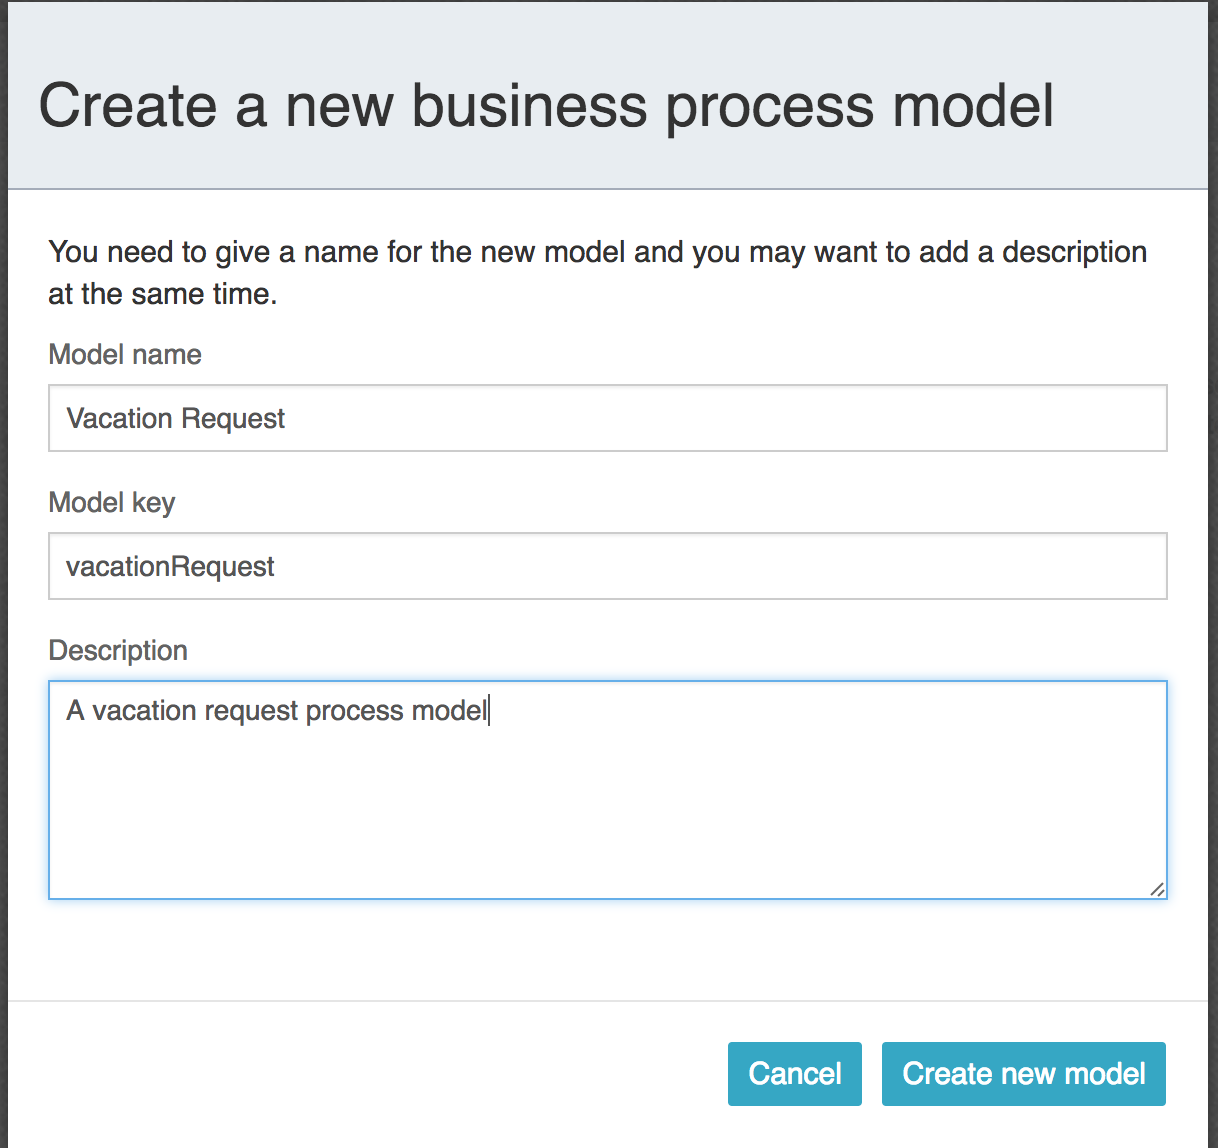 Create a new business process model
You need to give a name for the new model and you may want to add a description
at the same time.
Model name
Vacation Request
Model key
vacationRequest
Description
A vacation request process model
Cancel
Create new model